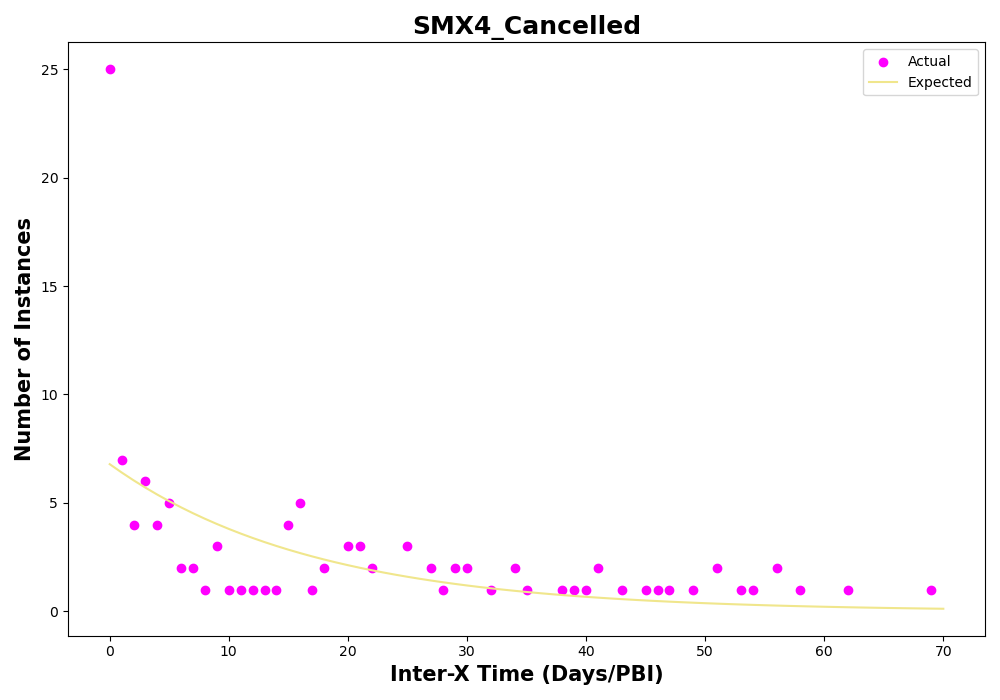 SMX4_Cancelled
Actual
Expected
Number of Instances
25
20
15
10
5
0
0 10 20 30 40 50 60 70
Inter-X Time (Days/PBI)